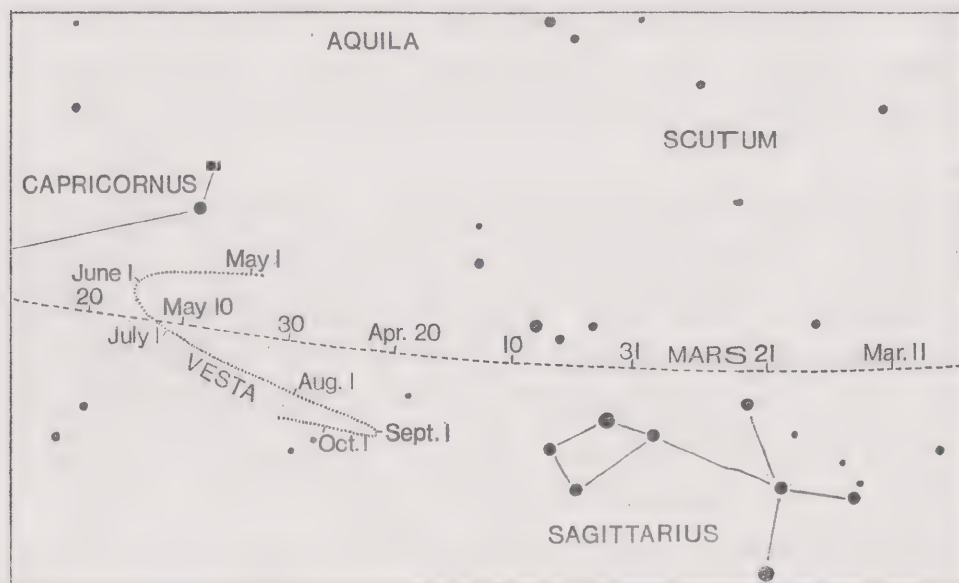 AQUILA
SCUTUM
CAPRICORNUS
May 1
June 1
20
May 10
July 1
30
Apr. 20
10
31
MARS 21
Mar. 11
VESTA
Aug. 1
Sept. 1
Oct. 1
SAGITTARIUS